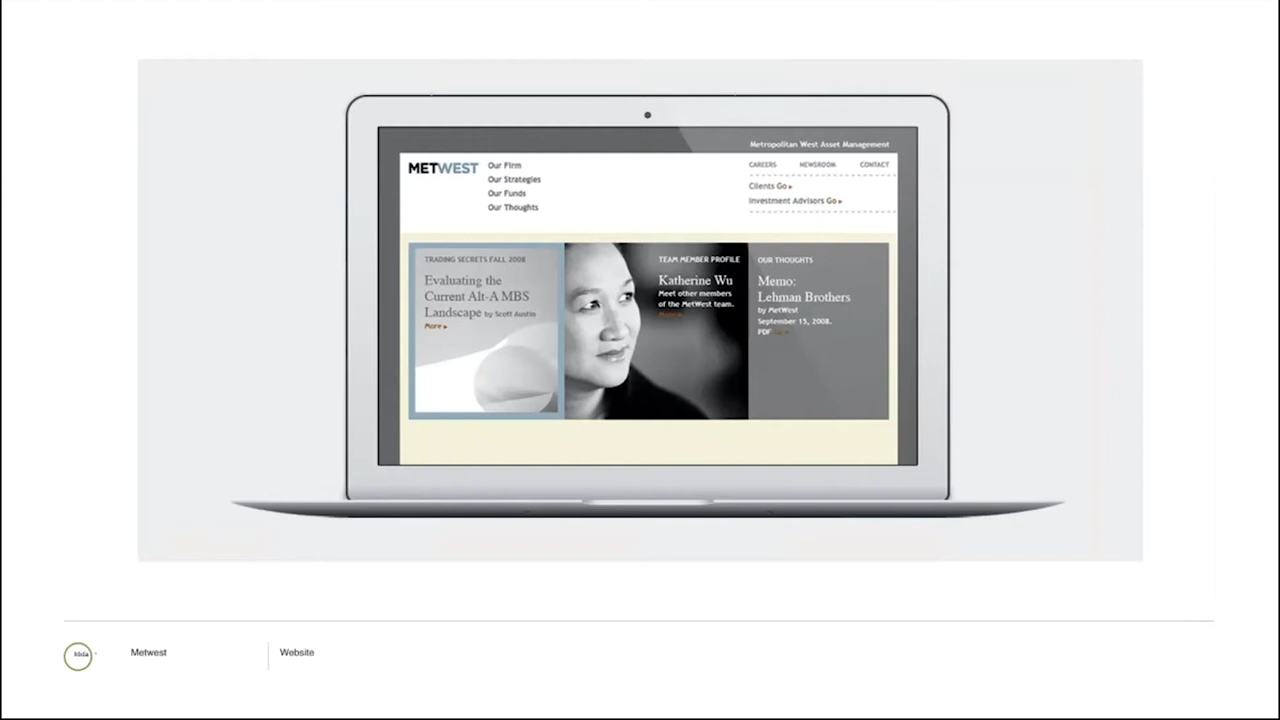 Metropolitan West Asset Management
METWEST
Our Firm
Our Strategies
Our Funds
Our Thoughts
CAREERS NEWSROOM CONTACT
Clients Go ▸
Investment Advisors Go ▸
TRADING SECRETS FALL 2008
Evaluating the
Current Alt-A MBS
Landscape by Scott Austin
More ▸
TEAM MEMBER PROFILE
Katherine Wu
Meet other members
of the MetWest team.
More ▸
OUR THOUGHTS
Memo:
Lehman Brothers
by MetWest
September 15, 2008.
PDF
Metwest
Website